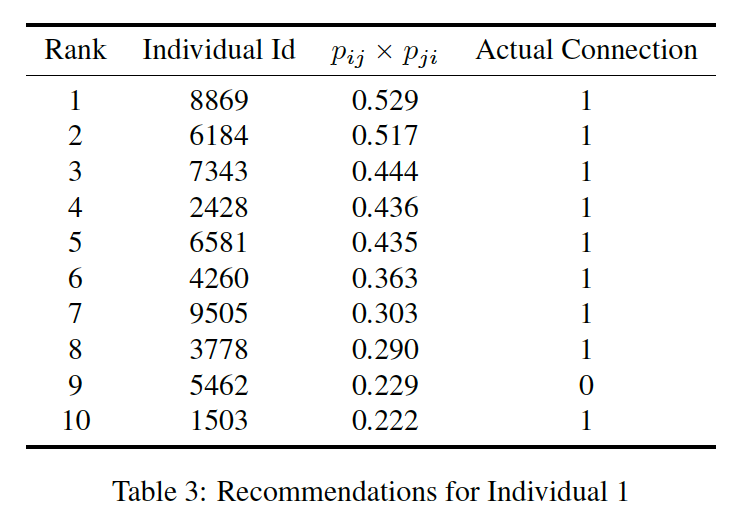 Rank Individual Id p_{ij} × p_{ji} Actual Connection
1 8869 0.529 1
2 6184 0.517 1
3 7343 0.444 1
4 2428 0.436 1
5 6581 0.435 1
6 4260 0.363 1
7 9505 0.303 1
8 3778 0.290 1
9 5462 0.229 0
10 1503 0.222 1
Table 3: Recommendations for Individual 1